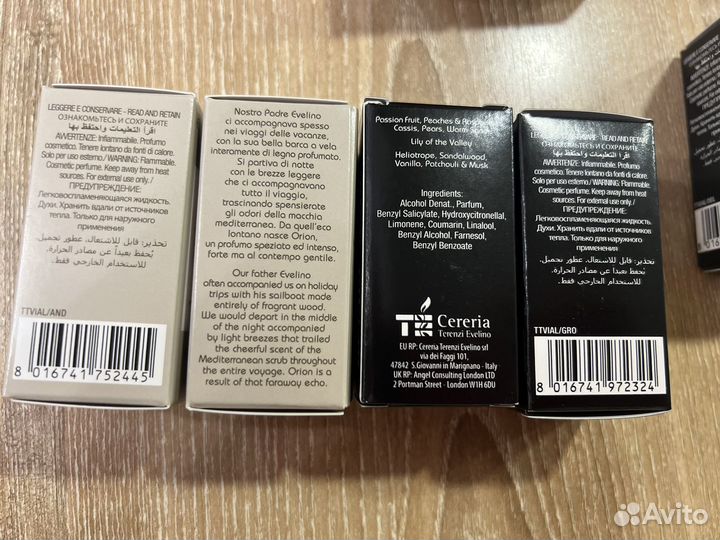 LEGGERE E CONSERVARE - READ AND RETAIN
ОЗНАКОМЬТЕСЬ И СОХРАНИТЕ
اقرأ التعليمات واحتفظ بها
AVVERTENZE: Infiammabile. Profumo
cosmetico. Tenere lontano da fonti di calore.
Solo per uso esterno / WARNING: Flammable.
Cosmetic perfume. Keep away from heat
sources. For external use only. /
ПРЕДУПРЕЖДЕНИЕ:
Легковоспламеняющаяся жидкость.
Духи. Хранить вдали от источников
тепла. Только для наружного
применения
تحذير: قابل للاشتعال. عطور تجميل.
يُحفظ بعيداً عن مصادر الحرارة.
للاستخدام الخارجي فقط. /
TTVIAL/AND
8 016741 752445
Nostro Padre Evelino
ci accompagnava spesso
nei viaggi delle vacanze,
con la sua bella barca a vela
interamente di legno profumato.
Si partiva di notte
con le brezze leggere
che ci accompagnavano
tutto il viaggio,
trascinando spensierate
gli odori della macchia
mediterranea. Da quell'eco
lontano nasce Orion,
un profumo speziato ed intenso,
forte ma al contempo gentile.
Our father Evelino
often accompanied us on holiday
trips with his sailboat made
entirely of fragrant wood.
We would depart in the middle
of the night accompanied
by light breezes that trailed
the cheerful scent of the
Mediterranean scrub throughout
the entire voyage. Orion is a
result of that faraway echo.
Passion Fruit, Peaches &
Cassis, Pears, Warm
Lily of the Valley
Heliotrope, Sandalwood,
Vanilla, Patchouli & Musk
Ingredients:
Alcohol Denat., Parfum,
Benzyl Salicylate, Hydroxycitronellal,
Limonene, Coumarin, Linalool,
Benzyl Alcohol, Farnesol,
Benzyl Benzoate
Cereria
Terenzi Evelino
EU RP: Cereria Terenzi Evelino srl
via dei Faggi 101,
47842 S.Giovanni in Marignano - Italy
UK RP: Angel Consulting London LTD
2 Portman Street - London W1H 6DU
LEGGERE E CONSERVARE - READ AND RETAIN
ОЗНАКОМЬТЕСЬ И СОХРАНИТЕ
اقرأ التعليمات واحتفظ بها
AVVERTENZE: Infiammabile. Profumo
cosmetico. Tenere lontano da fonti di calore.
Solo per uso esterno / WARNING: Flammable.
Cosmetic perfume. Keep away from heat
sources. For external use only. /
ПРЕДУПРЕЖДЕНИЕ:
Легковоспламеняющаяся жидкость.
Духи. Хранить вдали от источников
тепла. Только для наружного
применения
تحذير: قابل للاشتعال. عطور تجميل.
يُحفظ بعيداً عن مصادر الحرارة.
للاستخدام الخارجي فقط. /
TTVIAL/GRO
8 016741 972324
Avito